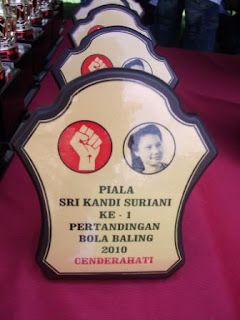 PIALA
SRI KANDI SURIANI
KE - 1
PERTANDINGAN
BOLA BALING
2010
CENDERAHATI